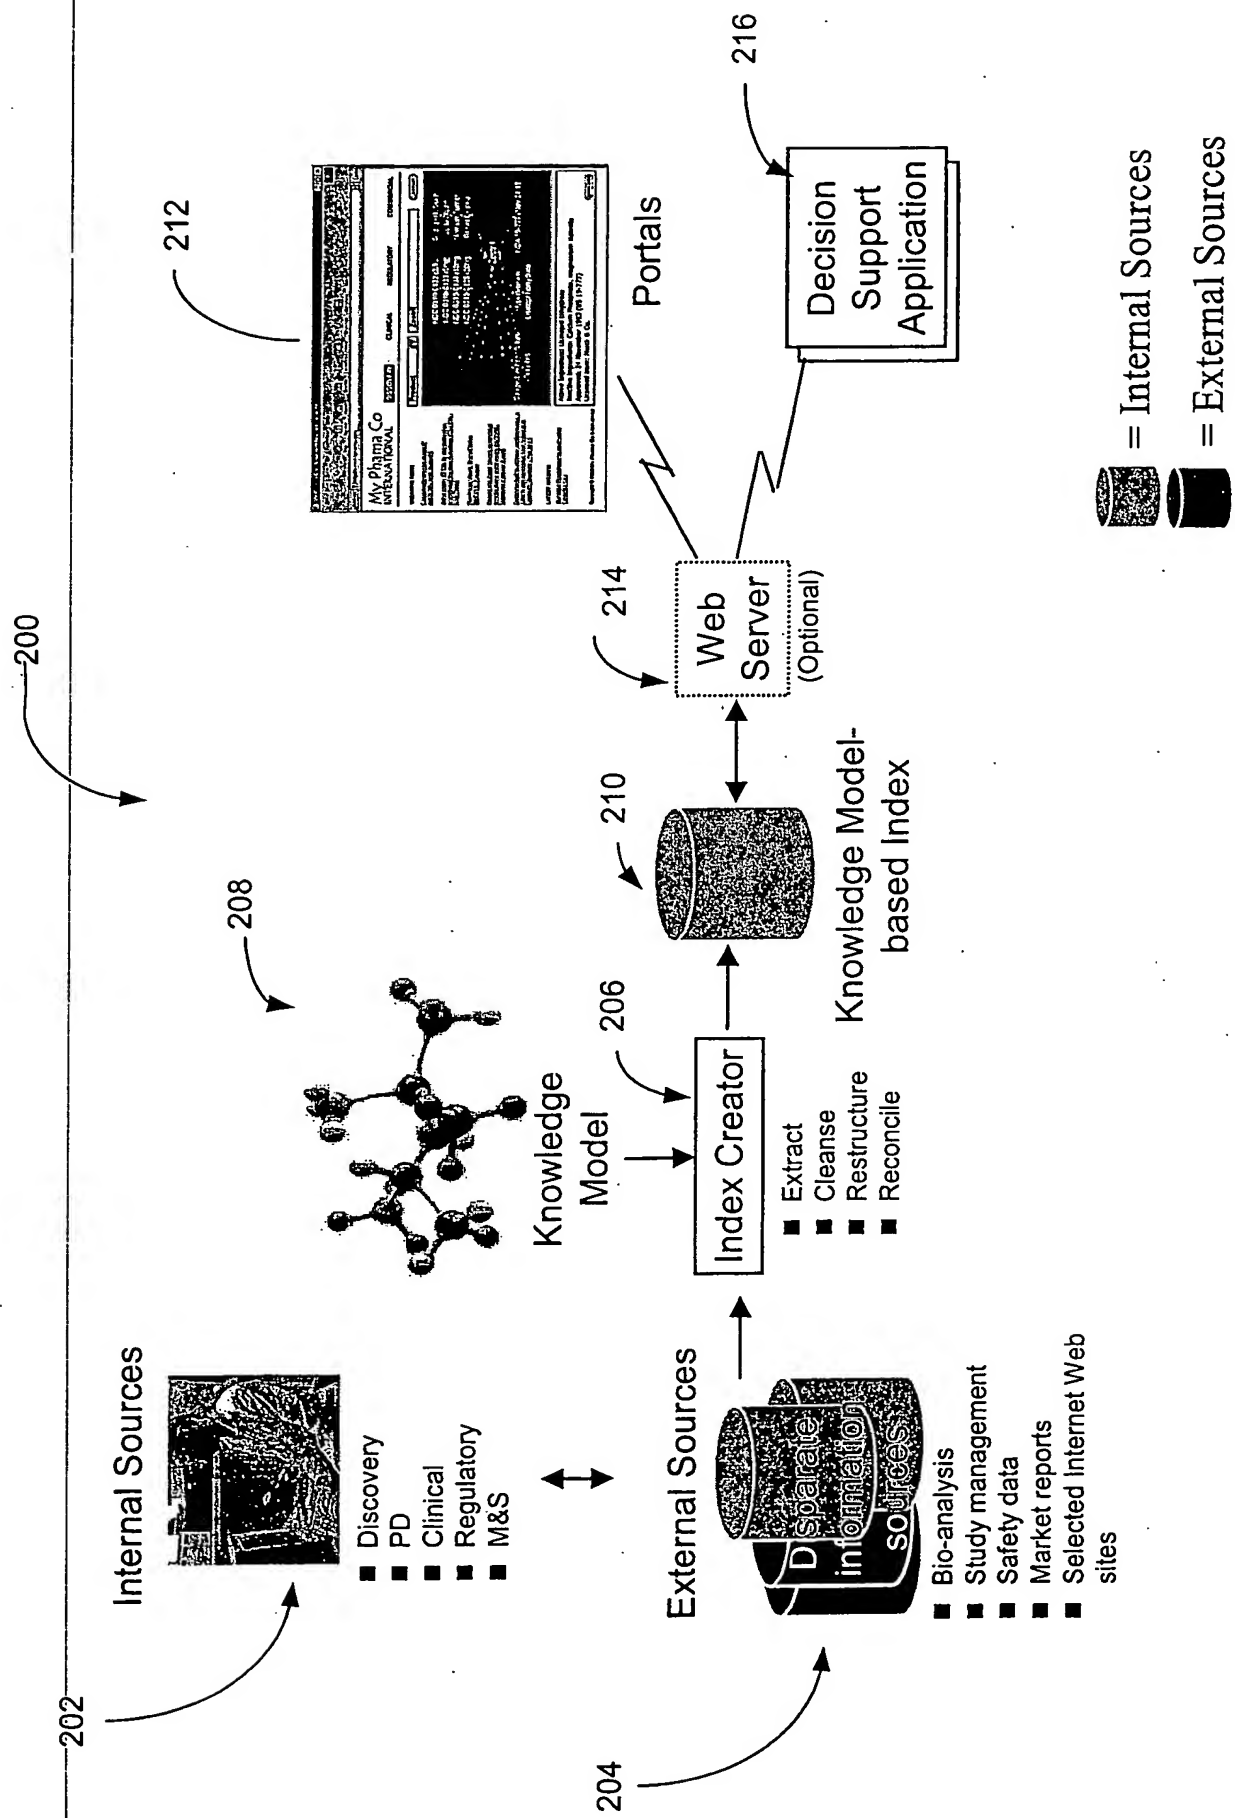 200
202
Internal Sources
Discovery
PD
Clinical
Regulatory
M&S
204
External Sources
Disparate
information
sources
Bio-analysis
Study management
Safety data
Market reports
Selected Internet Web
sites
208
Knowledge
Model
206
Index Creator
Extract
Cleanse
Restructure
Reconcile
210
Knowledge Model-
based Index
214
Web
Server
(Optional)
212
My Phama Co
INTERNATIONAL
CLINICAL
REGULATORY
COMMERCIAL
Portals
216
Decision
Support
Application
= Internal Sources
= External Sources